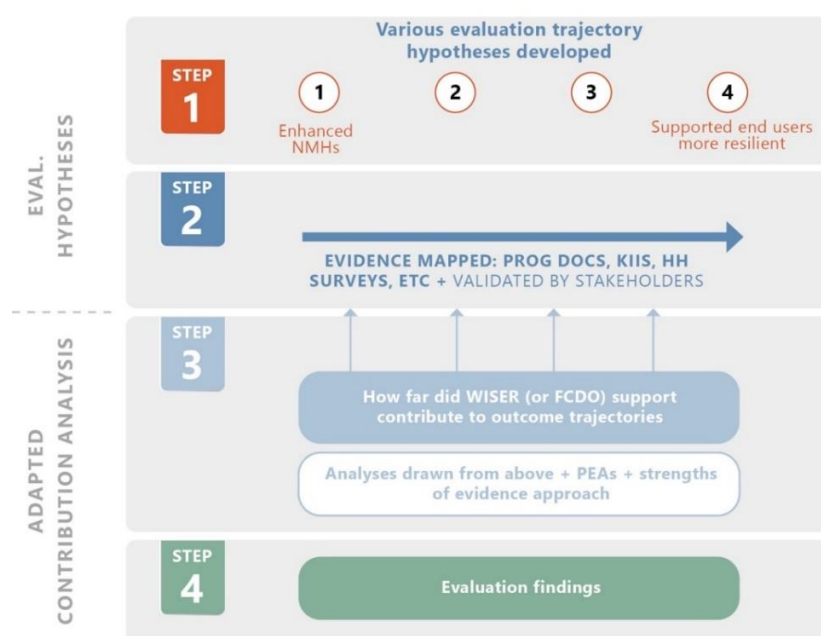 Various evaluation trajectory
hypotheses developed
STEP
1
1
2
3
4
Enhanced
NMHs
Supported end users
more resilient
EVAL.
HYPOTHESES
STEP
2
EVIDENCE MAPPED: PROG DOCS, KIIS, HH
SURVEYS, ETC + VALIDATED BY STAKEHOLDERS
ADAPTED
CONTRIBUTION ANALYSIS
STEP
3
How far did WISER (or FCDO) support
contribute to outcome trajectories
Analyses drawn from above + PEAs + strengths
of evidence approach
STEP
4
Evaluation findings